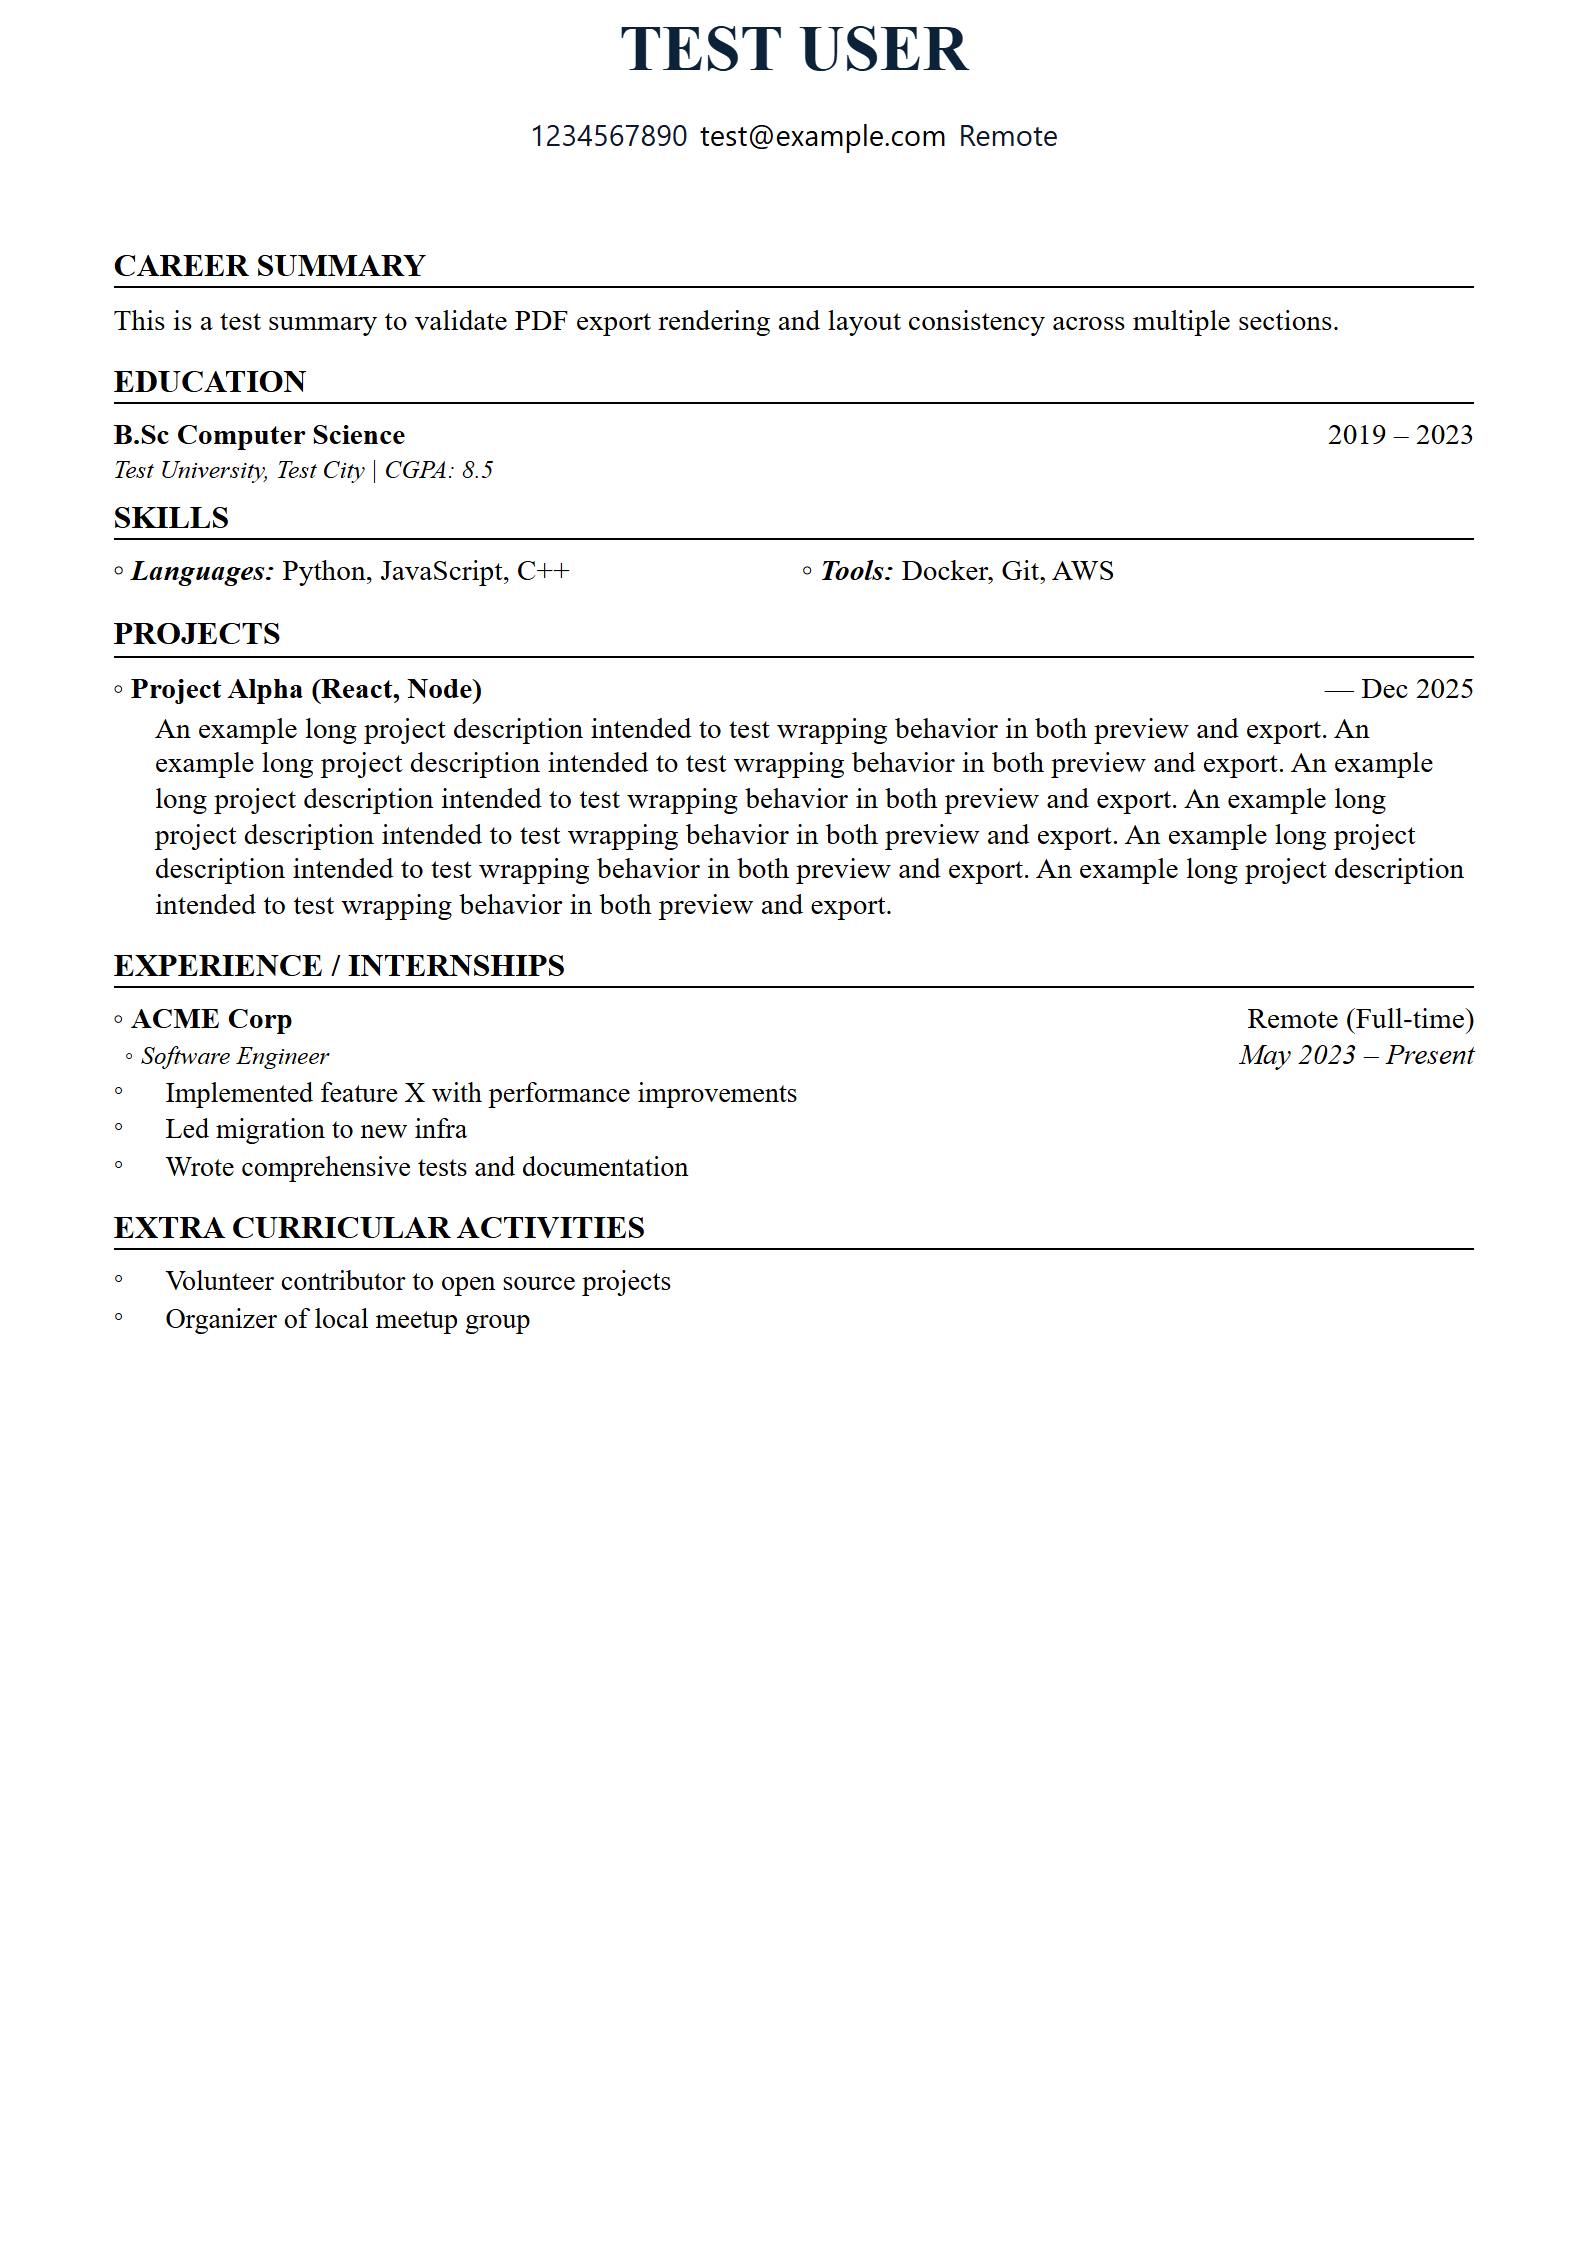 TEST USER
1234567890 test@example.com Remote
CAREER SUMMARY
This is a test summary to validate PDF export rendering and layout consistency across multiple sections.
EDUCATION
B.Sc Computer Science 2019 – 2023
Test University, Test City | CGPA: 8.5
SKILLS
◦ Languages: Python, JavaScript, C++ ◦ Tools: Docker, Git, AWS
PROJECTS
◦ Project Alpha (React, Node) — Dec 2025
An example long project description intended to test wrapping behavior in both preview and export. An
example long project description intended to test wrapping behavior in both preview and export. An example
long project description intended to test wrapping behavior in both preview and export. An example long
project description intended to test wrapping behavior in both preview and export. An example long project
description intended to test wrapping behavior in both preview and export. An example long project description
intended to test wrapping behavior in both preview and export.
EXPERIENCE / INTERNSHIPS
◦ ACME Corp Remote (Full-time)
◦ Software Engineer May 2023 – Present
◦ Implemented feature X with performance improvements
◦ Led migration to new infra
◦ Wrote comprehensive tests and documentation
EXTRA CURRICULAR ACTIVITIES
◦ Volunteer contributor to open source projects
◦ Organizer of local meetup group